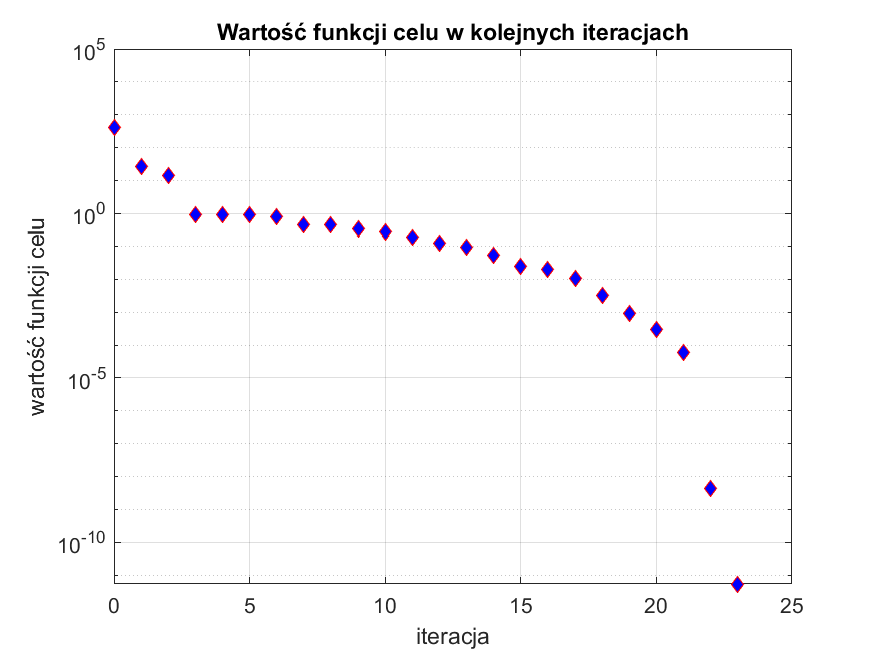 Wartość funkcji celu w kolejnych iteracjach
wartość funkcji celu
10^5
10^0
10^-5
10^-10
0 5 10 15 20 25
iteracja